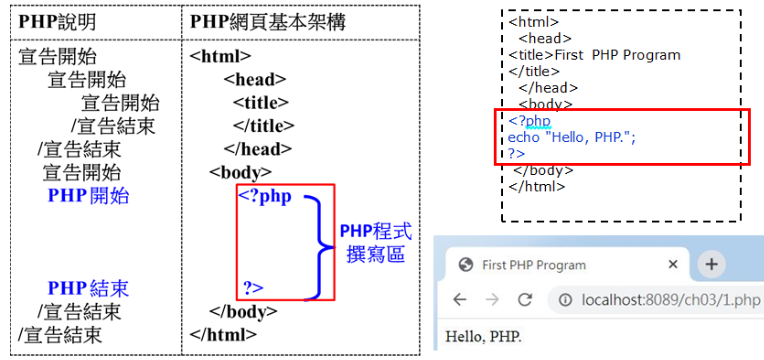 PHP說明 PHP網頁基本架構
宣告開始 <html>
宣告開始 <head>
宣告開始 <title>
/宣告結束 </title>
/宣告結束 </head>
宣告開始 <body>
PHP開始 <?php
PHP程式
撰寫區
PHP結束 ?>
/宣告結束 </body>
/宣告結束 </html>
<html>
<head>
<title>First PHP Program
</title>
</head>
<body>
<?php
echo "Hello, PHP.";
?>
</body>
</html>
First PHP Program
localhost:8089/ch03/1.php
Hello, PHP.